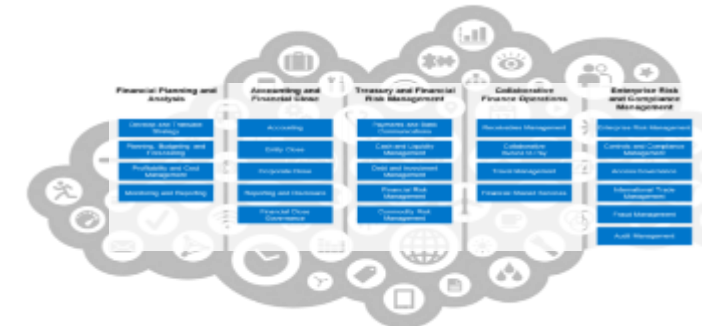 Financial Planning and
Analysis
Develop and Translate
Strategy
Planning, Budgeting, and
Forecasting
Profitability and Cost
Management
Monitoring and Reporting
Accounting and
Financial Close
Accounting
Entity Close
Corporate Close
Reporting and Disclosure
Financial Close
Governance
Treasury and Financial
Risk Management
Payments and Bank
Communications
Cash and Liquidity
Management
Debt and Investment
Management
Financial Risk
Management
Commodity Risk
Management
Collaborative
Finance Operations
Receivables Management
Collaborative
Invoice to Pay
Travel Management
Financial Shared Services
Enterprise Risk
and Compliance
Management
Enterprise Risk Management
Controls and Compliance
Management
Access Governance
International Trade
Management
Fraud Management
Audit Management